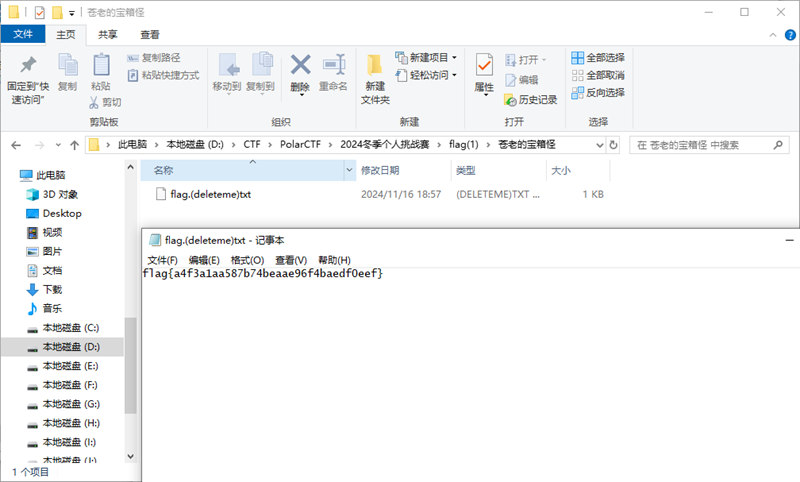 苍老的宝箱怪
文件 主页 共享 查看
固定到"快速访问"
复制
粘贴
复制路径
粘贴快捷方式
剪切
剪贴板
移动到
复制到
删除
重命名
组织
新建文件夹
新建项目
轻松访问
新建
属性
打开
编辑
历史记录
打开
全部选择
全部取消
反向选择
选择
此电脑 > 本地磁盘 (D:) > CTF > PolarCTF > 2024冬季个人挑战赛 > flag(1) > 苍老的宝箱怪
在 苍老的宝箱怪 中搜索
此电脑
3D 对象
Desktop
视频
图片
文档
下载
音乐
本地磁盘 (C:)
本地磁盘 (D:)
本地磁盘 (E:)
本地磁盘 (F:)
本地磁盘 (G:)
本地磁盘 (H:)
本地磁盘 (I:)
本地磁盘 (J:)
名称 修改日期 类型 大小
flag.(deleteme)txt 2024/11/16 18:57 (DELETEME)TXT ... 1 KB
flag.(deleteme)txt - 记事本
文件(F) 编辑(E) 格式(O) 查看(V) 帮助(H)
flag{a4f3a1aa587b74beaae96f4baedf0eef}
1 个项目